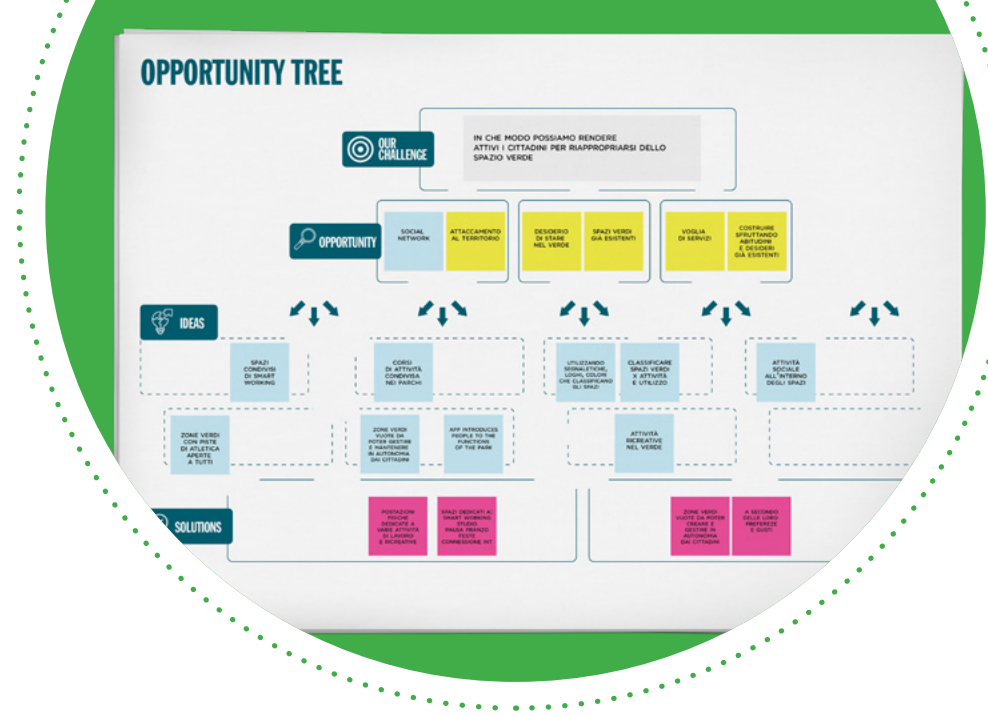 OPPORTUNITY TREE
OUR
CHALLENGE
IN CHE MODO POSSIAMO RENDERE
ATTIVI I CITTADINI PER RIAPPROPRIARSI DELLO
SPAZIO VERDE
OPPORTUNITY
SOCIAL
NETWORK
ATTACCAMENTO
AL TERRITORIO
DESIDERIO
DI STARE
NEL VERDE
SPAZI VERDI
GIA ESISTENTI
VOGLIA
DI SERVIZI
COSTRUIRE
SFRUTTANDO
ABITUDINI
E DESIDERI
GIÀ ESISTENTI
IDEAS
SPAZI
CONDIVISI
DI SMART
WORKING
CORSI
DI ATTIVITÀ
CONDIVISA
NEI PARCHI
UTILIZZANDO
SEGNALETICHE,
LOGHI, COLORI
CHE CLASSIFICANO
GLI SPAZI
CLASSIFICARE
SPAZI VERDI
X ATTIVITÀ
E UTILIZZO
ATTIVITÀ
SOCIALE
ALL'INTERNO
DEGLI SPAZI
ZONE VERDI
CON PISTE
DI ATLETICA
APERTE
A TUTTI
ZONE VERDI
VUOTE DA
POTER GESTIRE
E MANTENERE
IN AUTONOMIA
DAI CITTADINI
APP INTRODUCES
PEOPLE TO THE
FUNCTIONS
OF THE PARK
ATTIVITÀ
RICREATIVE
NEL VERDE
SOLUTIONS
POSTAZIONI
FISICHE
DEDICATE A
VARIE ATTIVITÀ
DI LAVORO
E RICREATIVE
SPAZI DEDICATI AL
SMART WORKING
STUDIO
PAUSA PRANZO
FESTE
CONNESSIONE INT
ZONE VERDI
VUOTE DA POTER
CREARE E
GESTIRE IN
AUTONOMIA
DAI CITTADINI
A SECONDO
DELLE LORO
PREFEREZE
E GUSTI